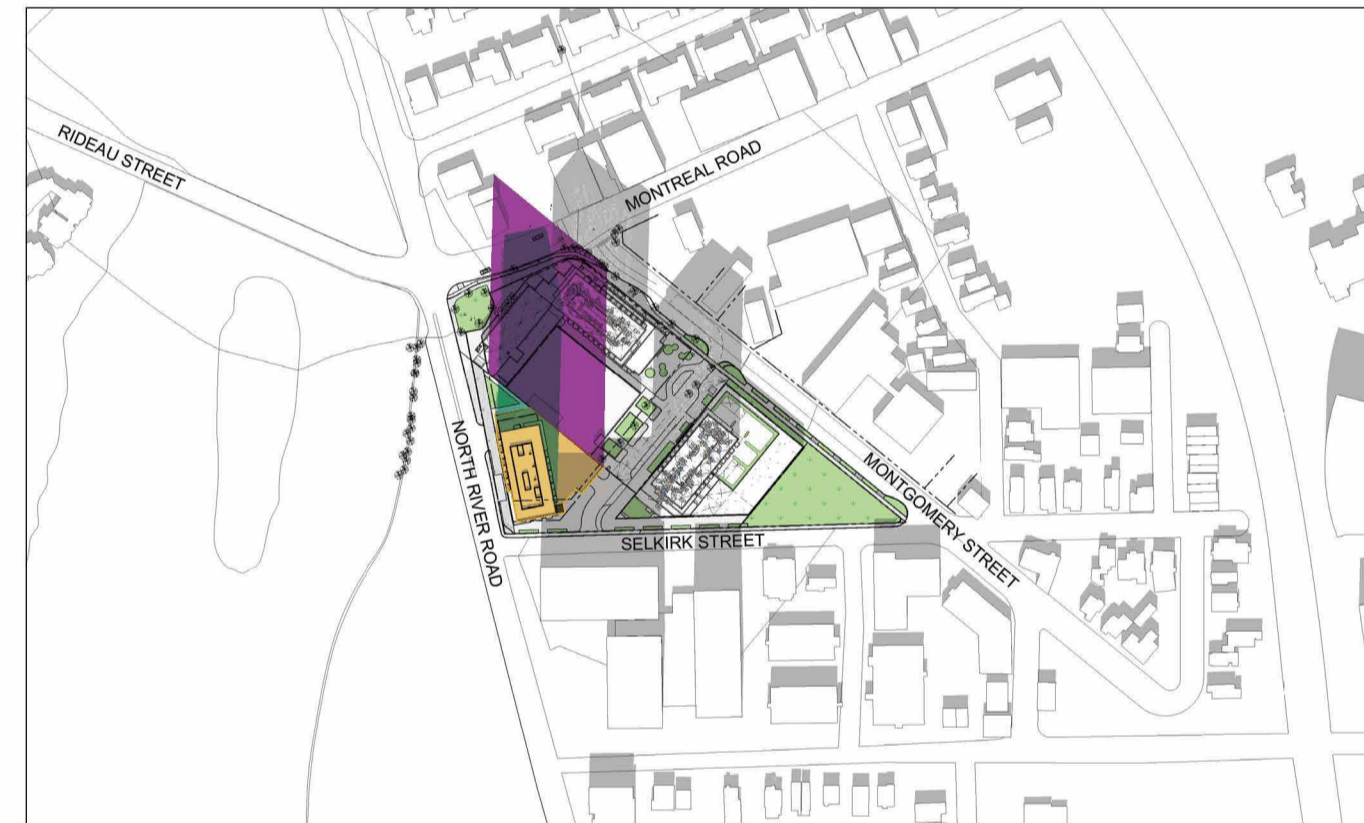 RIDEAU STREET
MONTREAL ROAD
NORTH RIVER ROAD
MONTGOMERY STREET
SELKIRK STREET